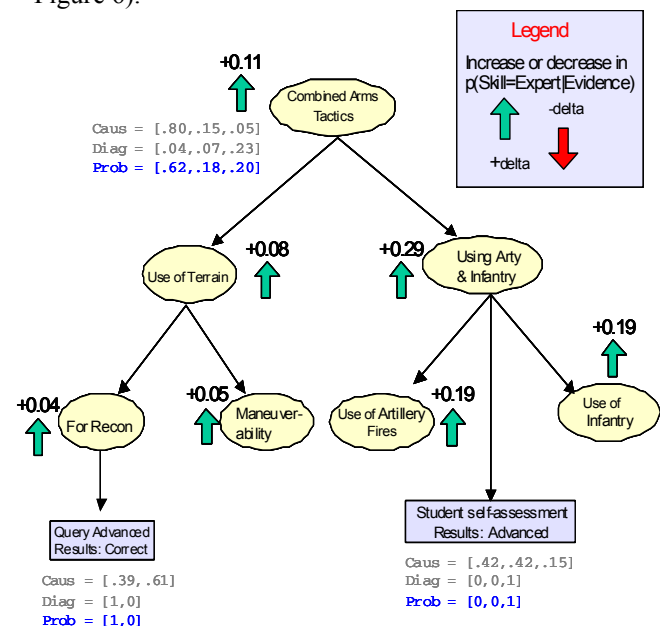 Figure 6).
Legend
Increase or decrease in
p(Skill=Expert|Evidence)
-delta
+delta
+0.11
Combined Arms
Tactics
Caus = [.80,.15,.05]
Diag = [.04,.07,.23]
Prob = [.62,.18,.20]
Use of Terrain
+0.08
+0.29
Using Arty
& Infantry
+0.19
+0.04
For Recon
+0.05
Maneuver-
ability
Use of Artillery
Fires
+0.19
Use of
Infantry
Query Advanced
Results: Correct
Student self-assessment
Results: Advanced
Caus = [.39,.61]
Diag = [1,0]
Prob = [1,0]
Caus = [.42,.42,.15]
Diag = [0,0,1]
Prob = [0,0,1]